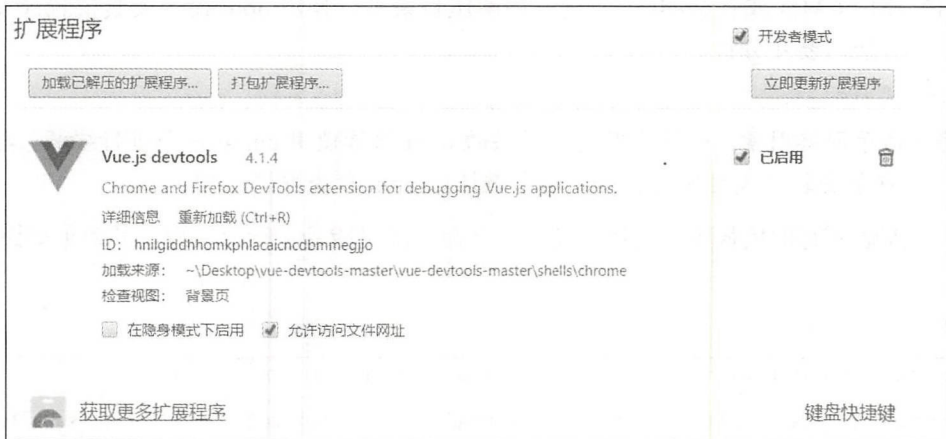 扩展程序
开发者模式
加载已解压的扩展程序... 打包扩展程序... 立即更新扩展程序
Vue.js devtools 4.1.4 已启用
Chrome and Firefox DevTools extension for debugging Vue.js applications.
详细信息 重新加载 (Ctrl+R)
ID: hnilgiddhhomkphlacaicncdbmmegjjo
加载来源: ~\Desktop\vue-devtools-master\vue-devtools-master\shells\chrome
检查视图: 背景页
在隐身模式下启用 允许访问文件网址
获取更多扩展程序 键盘快捷键